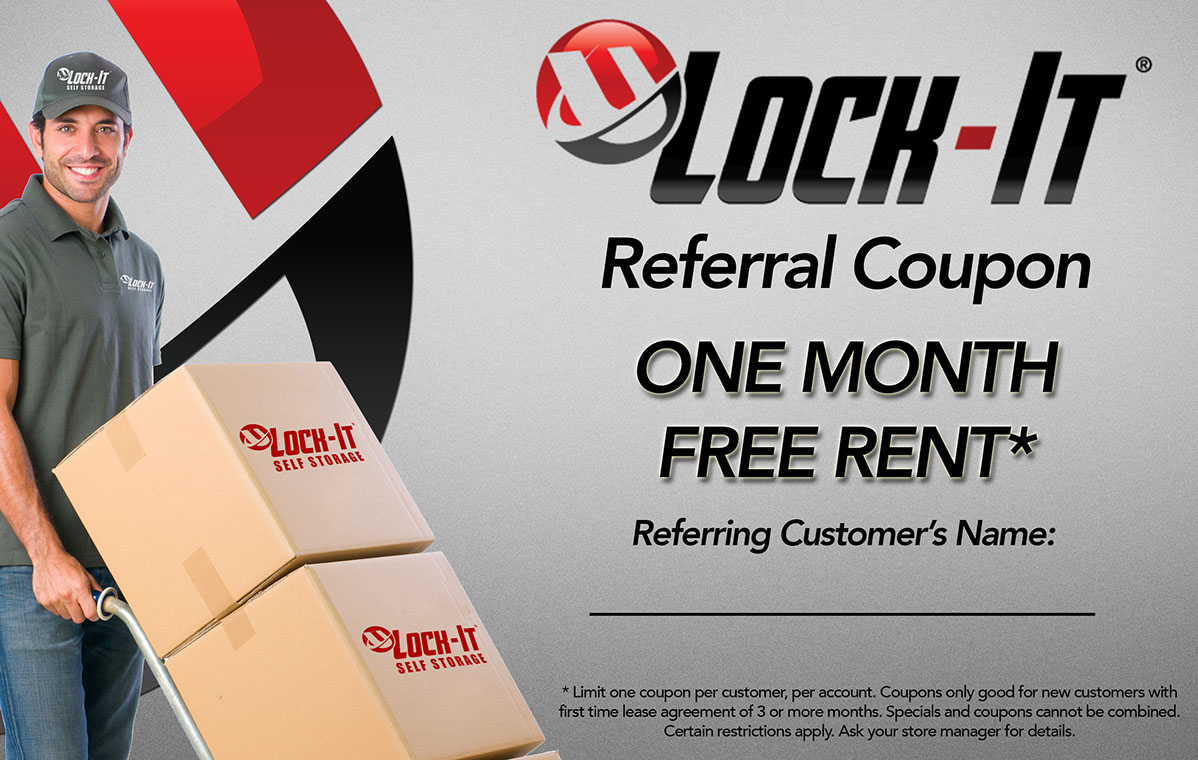 LOCK-IT
SELF STORAGE
LOCK-IT
SELF STORAGE
LOCK-IT
SELF STORAGE
LOCK-IT
SELF STORAGE
LOCK-IT®
Referral Coupon
ONE MONTH
FREE RENT*
Referring Customer’s Name:
* Limit one coupon per customer, per account. Coupons only good for new customers with
first time lease agreement of 3 or more months. Specials and coupons cannot be combined.
Certain restrictions apply. Ask your store manager for details.